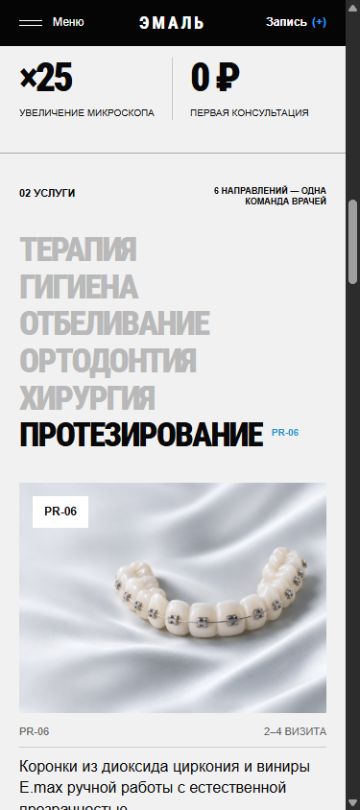 Меню
ЭМАЛЬ
Запись (+)
×25
0 ₽
УВЕЛИЧЕНИЕ МИКРОСКОПА
ПЕРВАЯ КОНСУЛЬТАЦИЯ
02 УСЛУГИ
6 НАПРАВЛЕНИЙ — ОДНА
КОМАНДА ВРАЧЕЙ
ТЕРАПИЯ
ГИГИЕНА
ОТБЕЛИВАНИЕ
ОРТОДОНТИЯ
ХИРУРГИЯ
ПРОТЕЗИРОВАНИЕ PR-06
PR-06
PR-06
2–4 ВИЗИТА
Коронки из диоксида циркония и виниры
E.max ручной работы с естественной
прозрачностью